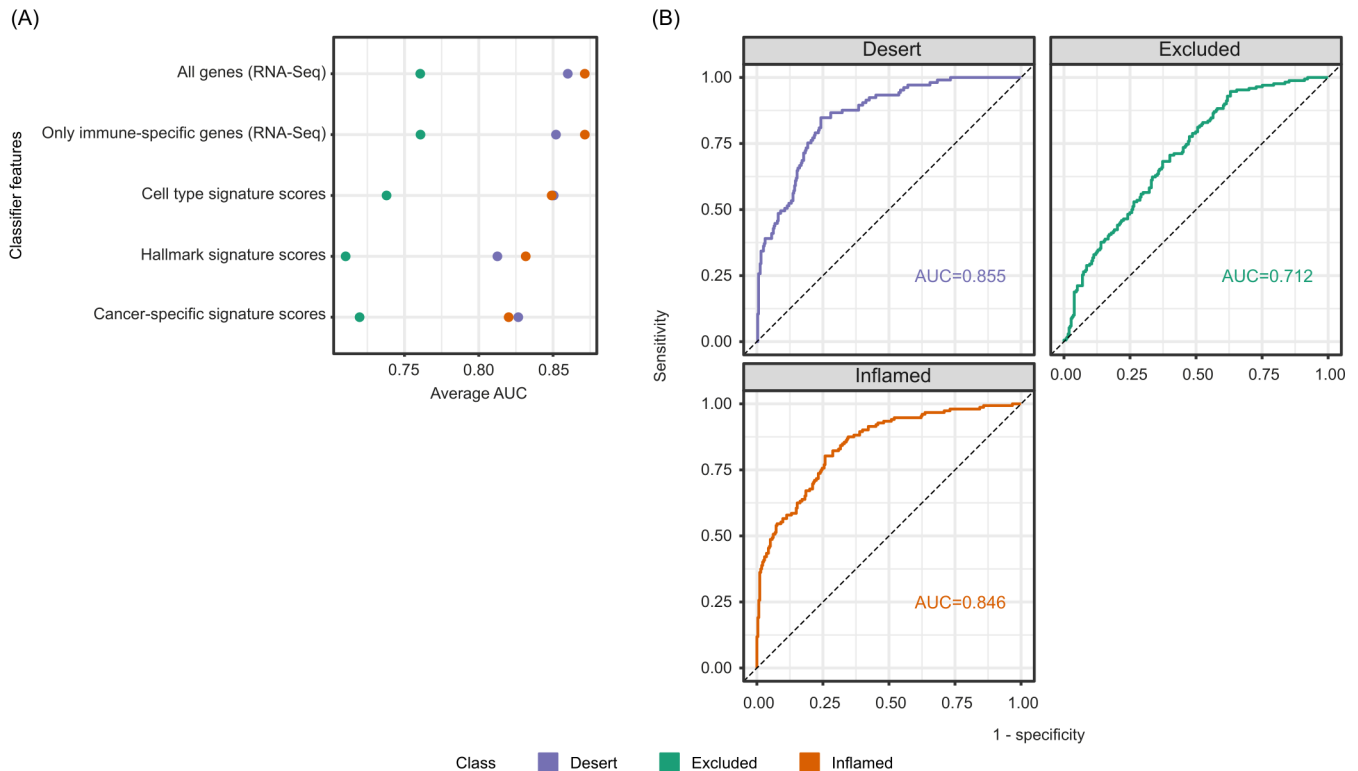 (A)
Classifier features
All genes (RNA-Seq)
Only immune-specific genes (RNA-Seq)
Cell type signature scores
Hallmark signature scores
Cancer-specific signature scores
0.75
0.80
0.85
Average AUC
(B)
Sensitivity
Desert
1.00
0.75
0.50
0.25
0.00
AUC=0.855
Excluded
AUC=0.712
0.00
0.25
0.50
0.75
1.00
Inflamed
1.00
0.75
0.50
0.25
0.00
AUC=0.846
0.00
0.25
0.50
0.75
1.00
1 - specificity
Class
Desert
Excluded
Inflamed